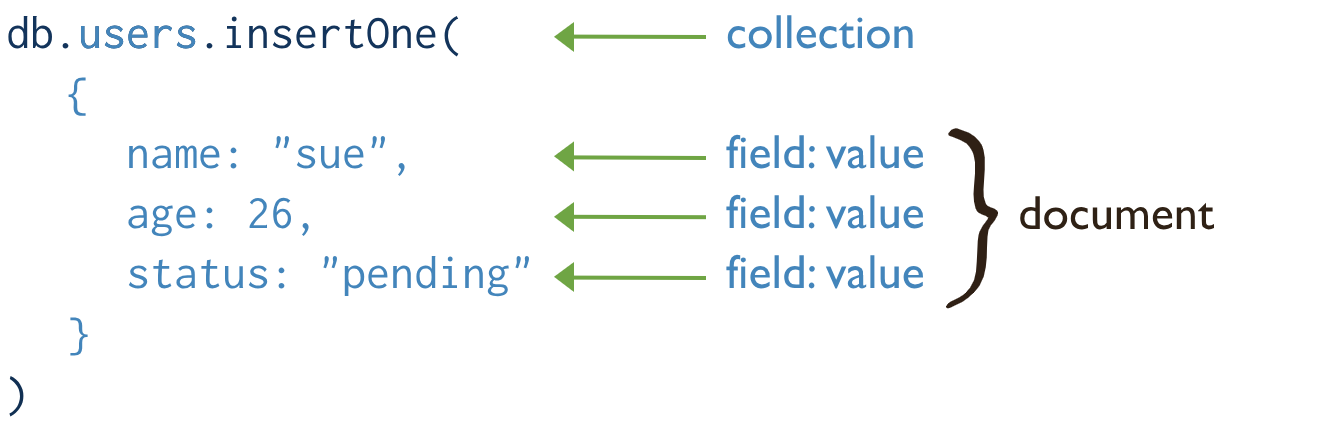 db.users.insertOne( collection
{
name: "sue", field: value
age: 26, field: value document
status: "pending" field: value
}
)